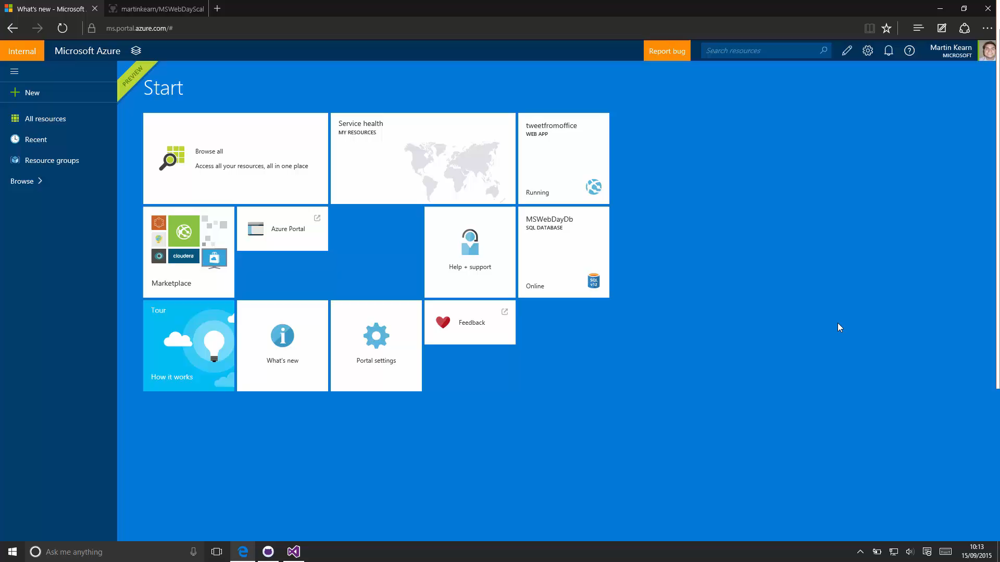 What's new - Microsoft
martinkearn/MSWebDayScal
ms.portal.azure.com/#
Internal
Microsoft Azure
Report bug
Search resources
Martin Kearn
MICROSOFT
New
All resources
Recent
Resource groups
Browse
PREVIEW
Start
Browse all
Access all your resources, all in one place
Service health
MY RESOURCES
tweetfromoffice
WEB APP
Running
cloudera
Marketplace
Azure Portal
Help + support
MSWebDayDb
SQL DATABASE
Online
SQL
v12
Tour
How it works
What's new
Portal settings
Feedback
Ask me anything
10:13
15/09/2015